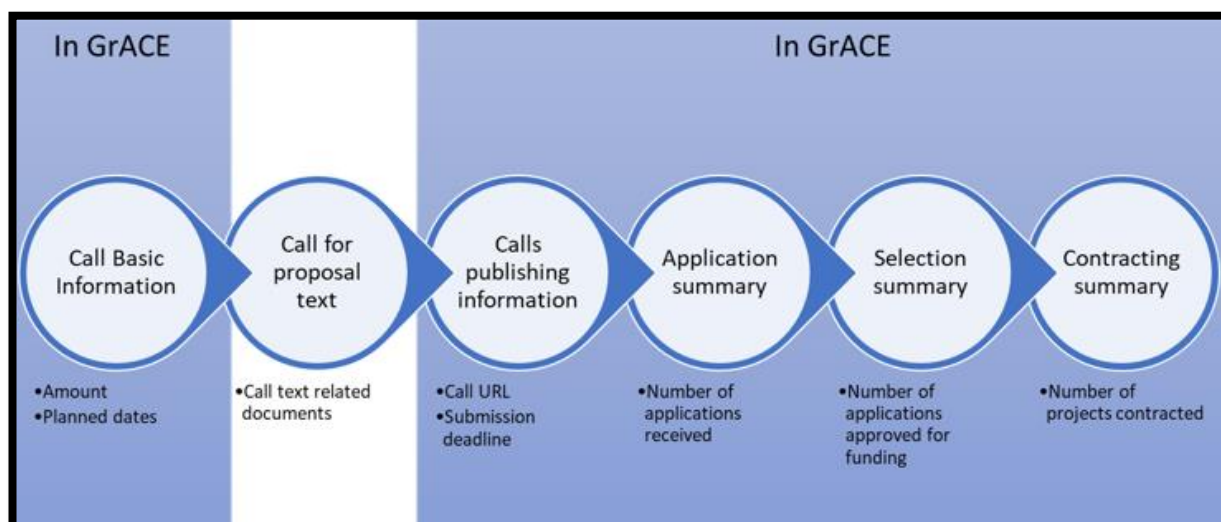 In GrACE
In GrACE
Call Basic
Information
Call for
proposal
text
Calls
publishing
information
Application
summary
Selection
summary
Contracting
summary
•Amount
•Planned dates
•Call text related
documents
•Call URL
•Submission
deadline
•Number of
applications
received
•Number of
applications
approved for
funding
•Number of
projects contracted